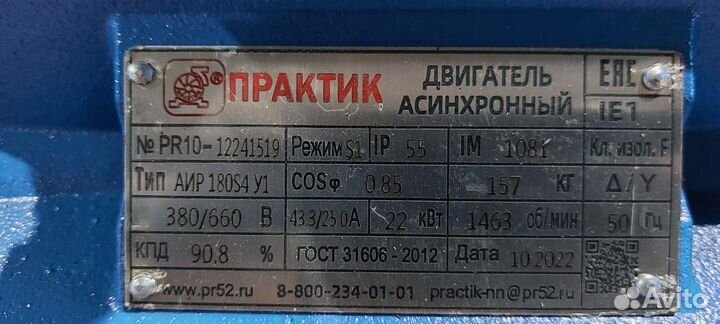 ПРАКТИК ® ДВИГАТЕЛЬ АСИНХРОННЫЙ EAC
IE1
№ PR10-12241519 Режим S1 IP 55 IM 1081 Кл. изол. F
Тип АИР 180S4 У1 COSφ 0.85 157 кг Δ/Y
380/660 В 43.3/25.0А 22 кВт 1463 об/мин 50 Гц
КПД 90.8 % ГОСТ 31606-2012 Дата 10.2022
www.pr52.ru 8-800-234-01-01 practik-nn@pr52.ru
Avito